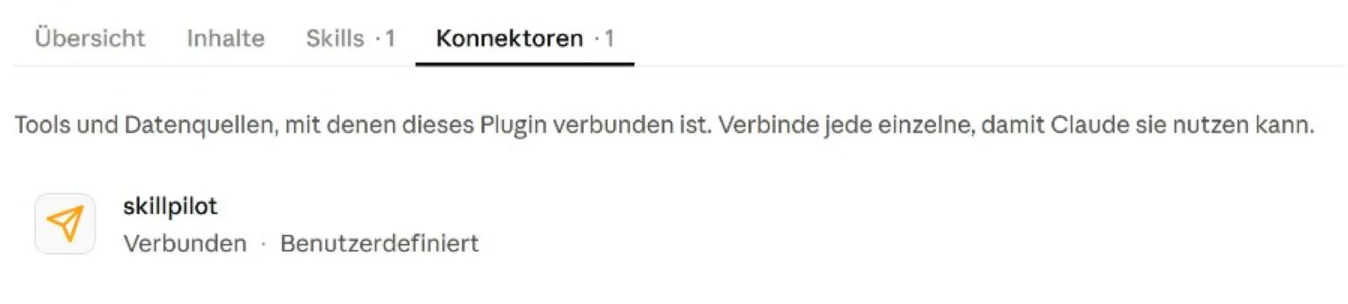 Übersicht Inhalte Skills · 1 Konnektoren · 1
Tools und Datenquellen, mit denen dieses Plugin verbunden ist. Verbinde jede einzelne, damit Claude sie nutzen kann.
skillpilot
Verbunden · Benutzerdefiniert